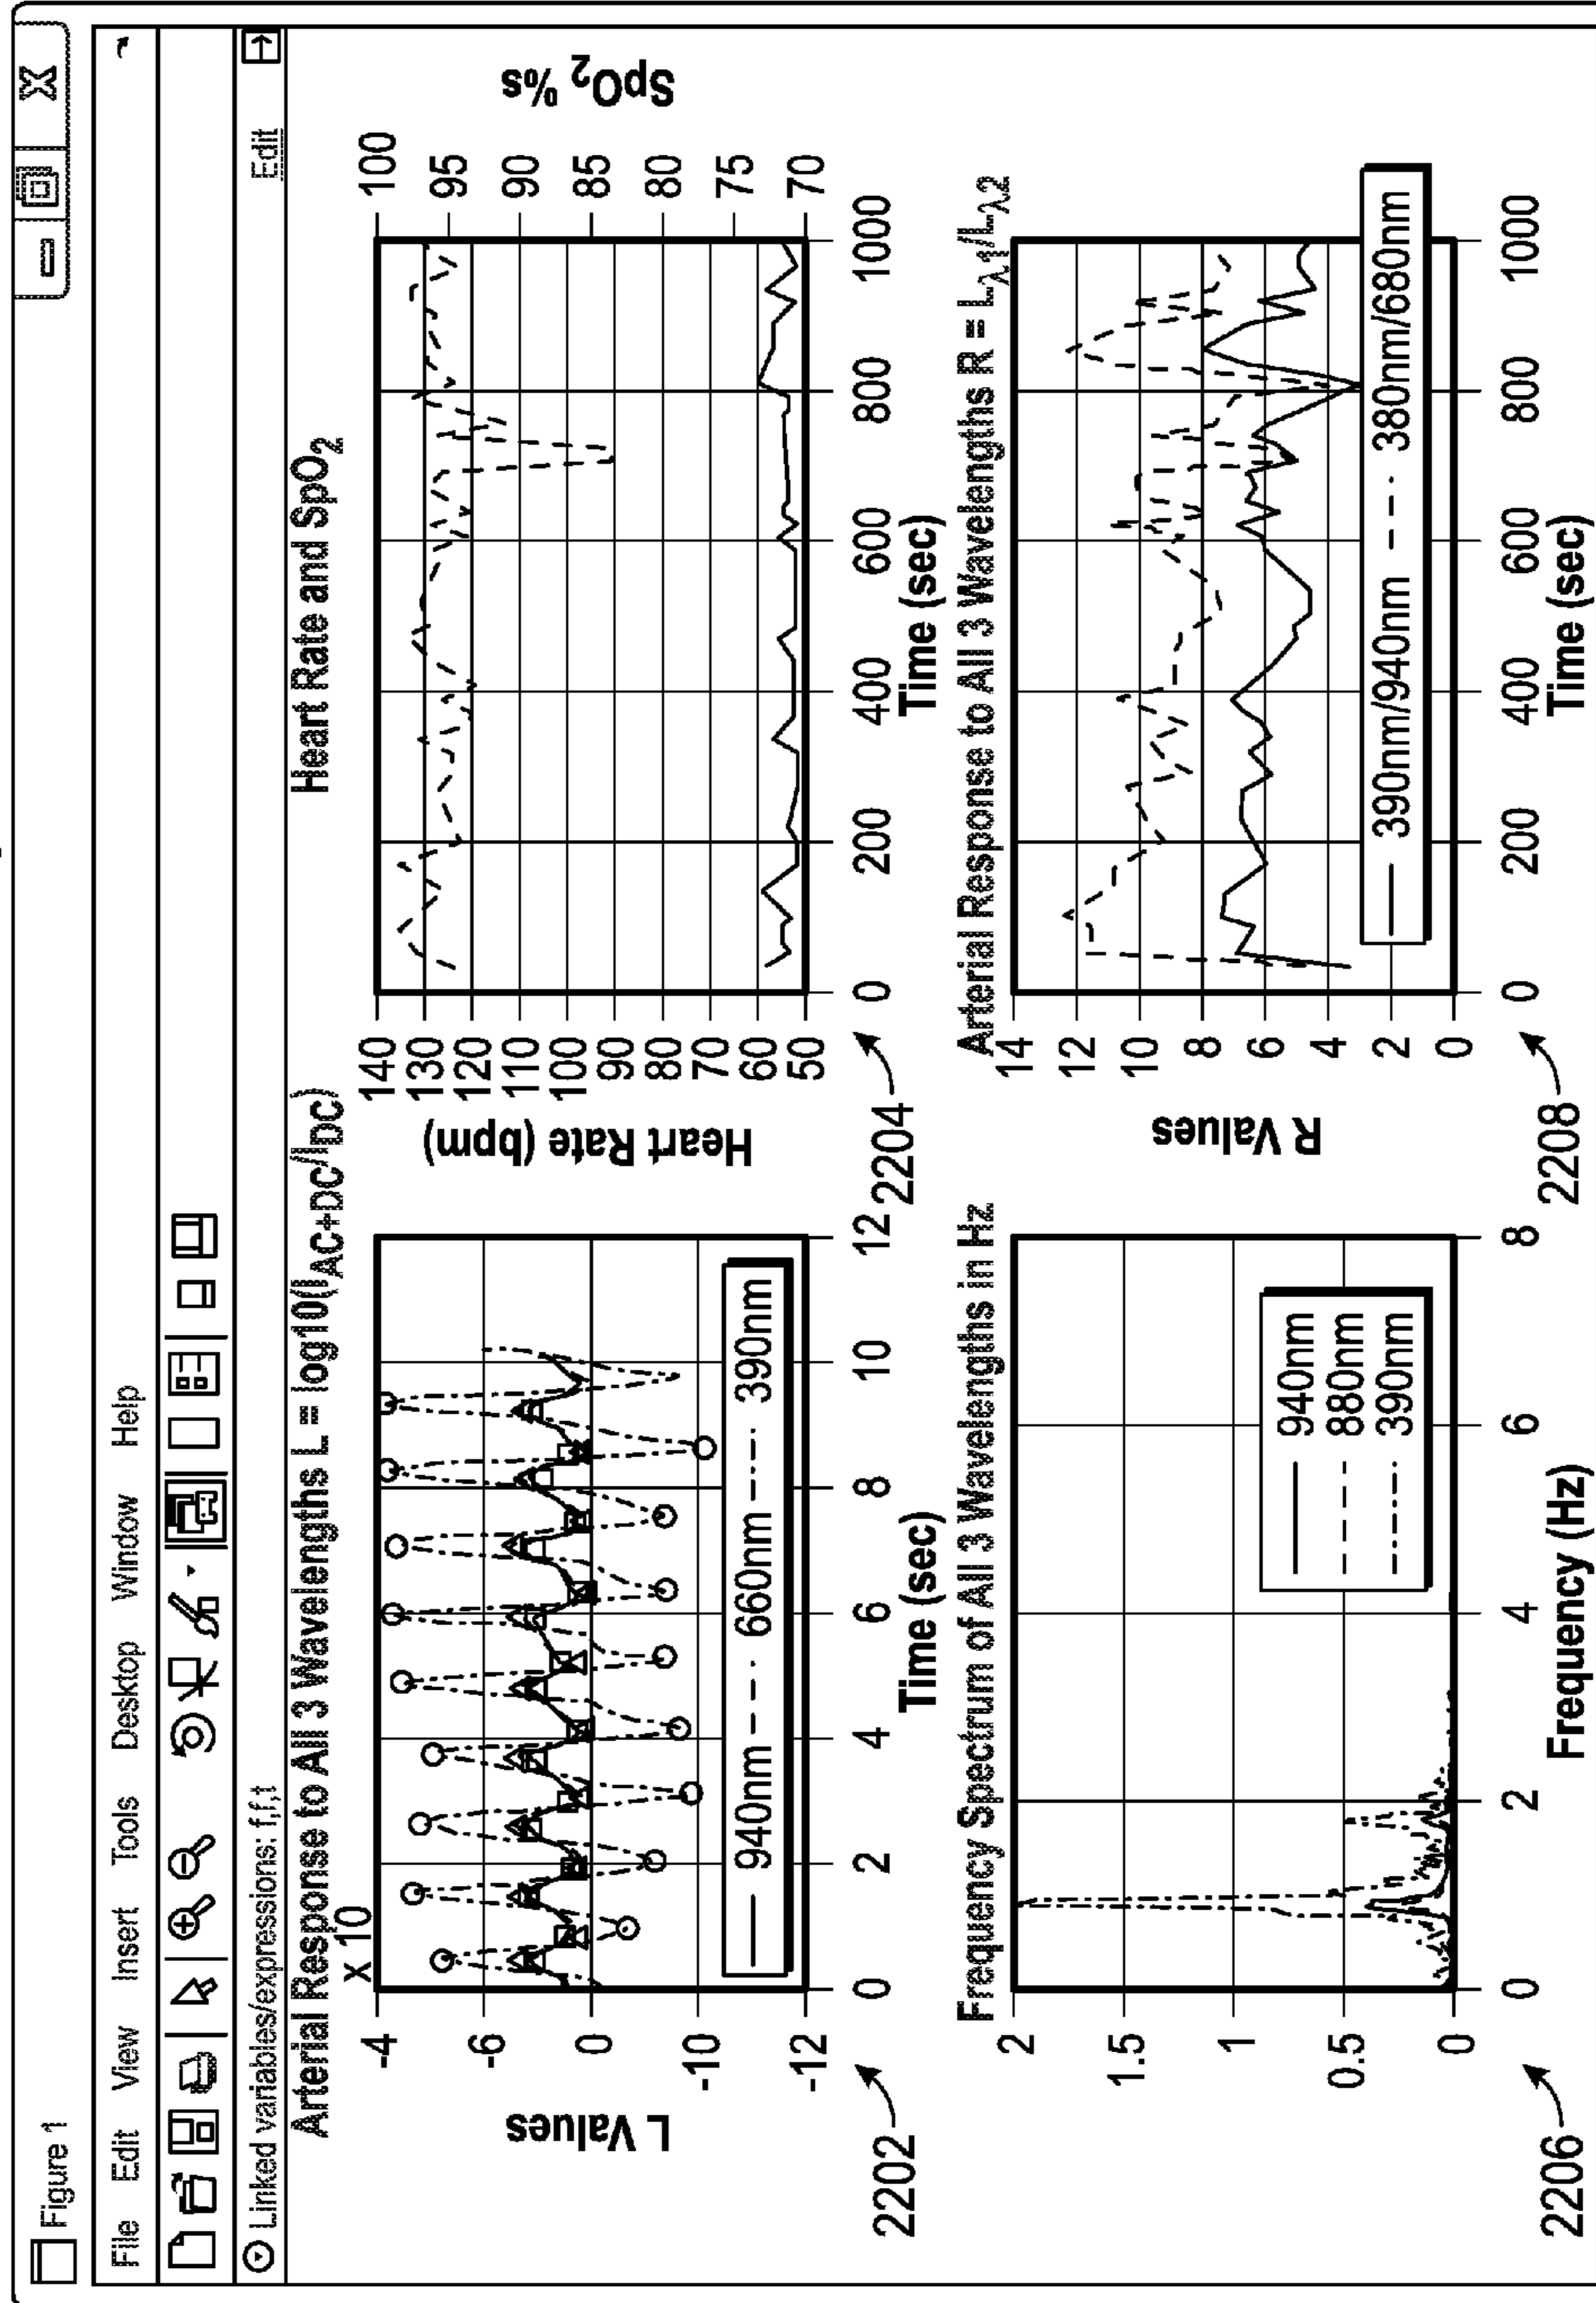 Figure 1
X
File Edit View Insert Tools Desktop Window Help
Linked variables/expressions: f,f,f,t
Edit
Arterial Response to All 3 Wavelengths L = log10(I_AC+DC/I_DC)
X 10
L Values
-4
-6
0
-10
-12
940nm 660nm 390nm
0 2 4 6 8 10 12
Time (sec)
2202
Heart Rate and SpO₂
Heart Rate (bpm)
140
130
120
110
100
90
80
70
60
50
SpO₂ %s
100
95
90
85
80
75
70
0 200 400 600 800 1000
Time (sec)
2204
Frequency Spectrum of All 3 Wavelengths in Hz
2
1.5
1
0.5
0
940nm
880nm
390nm
0 2 4 6 8
Frequency (Hz)
2206
Arterial Response to All 3 Wavelengths R = L_λ1/L_λ2
R Values
14
12
10
8
6
4
2
0
390nm/940nm 380nm/680nm
0 200 400 600 800 1000
Time (sec)
2208